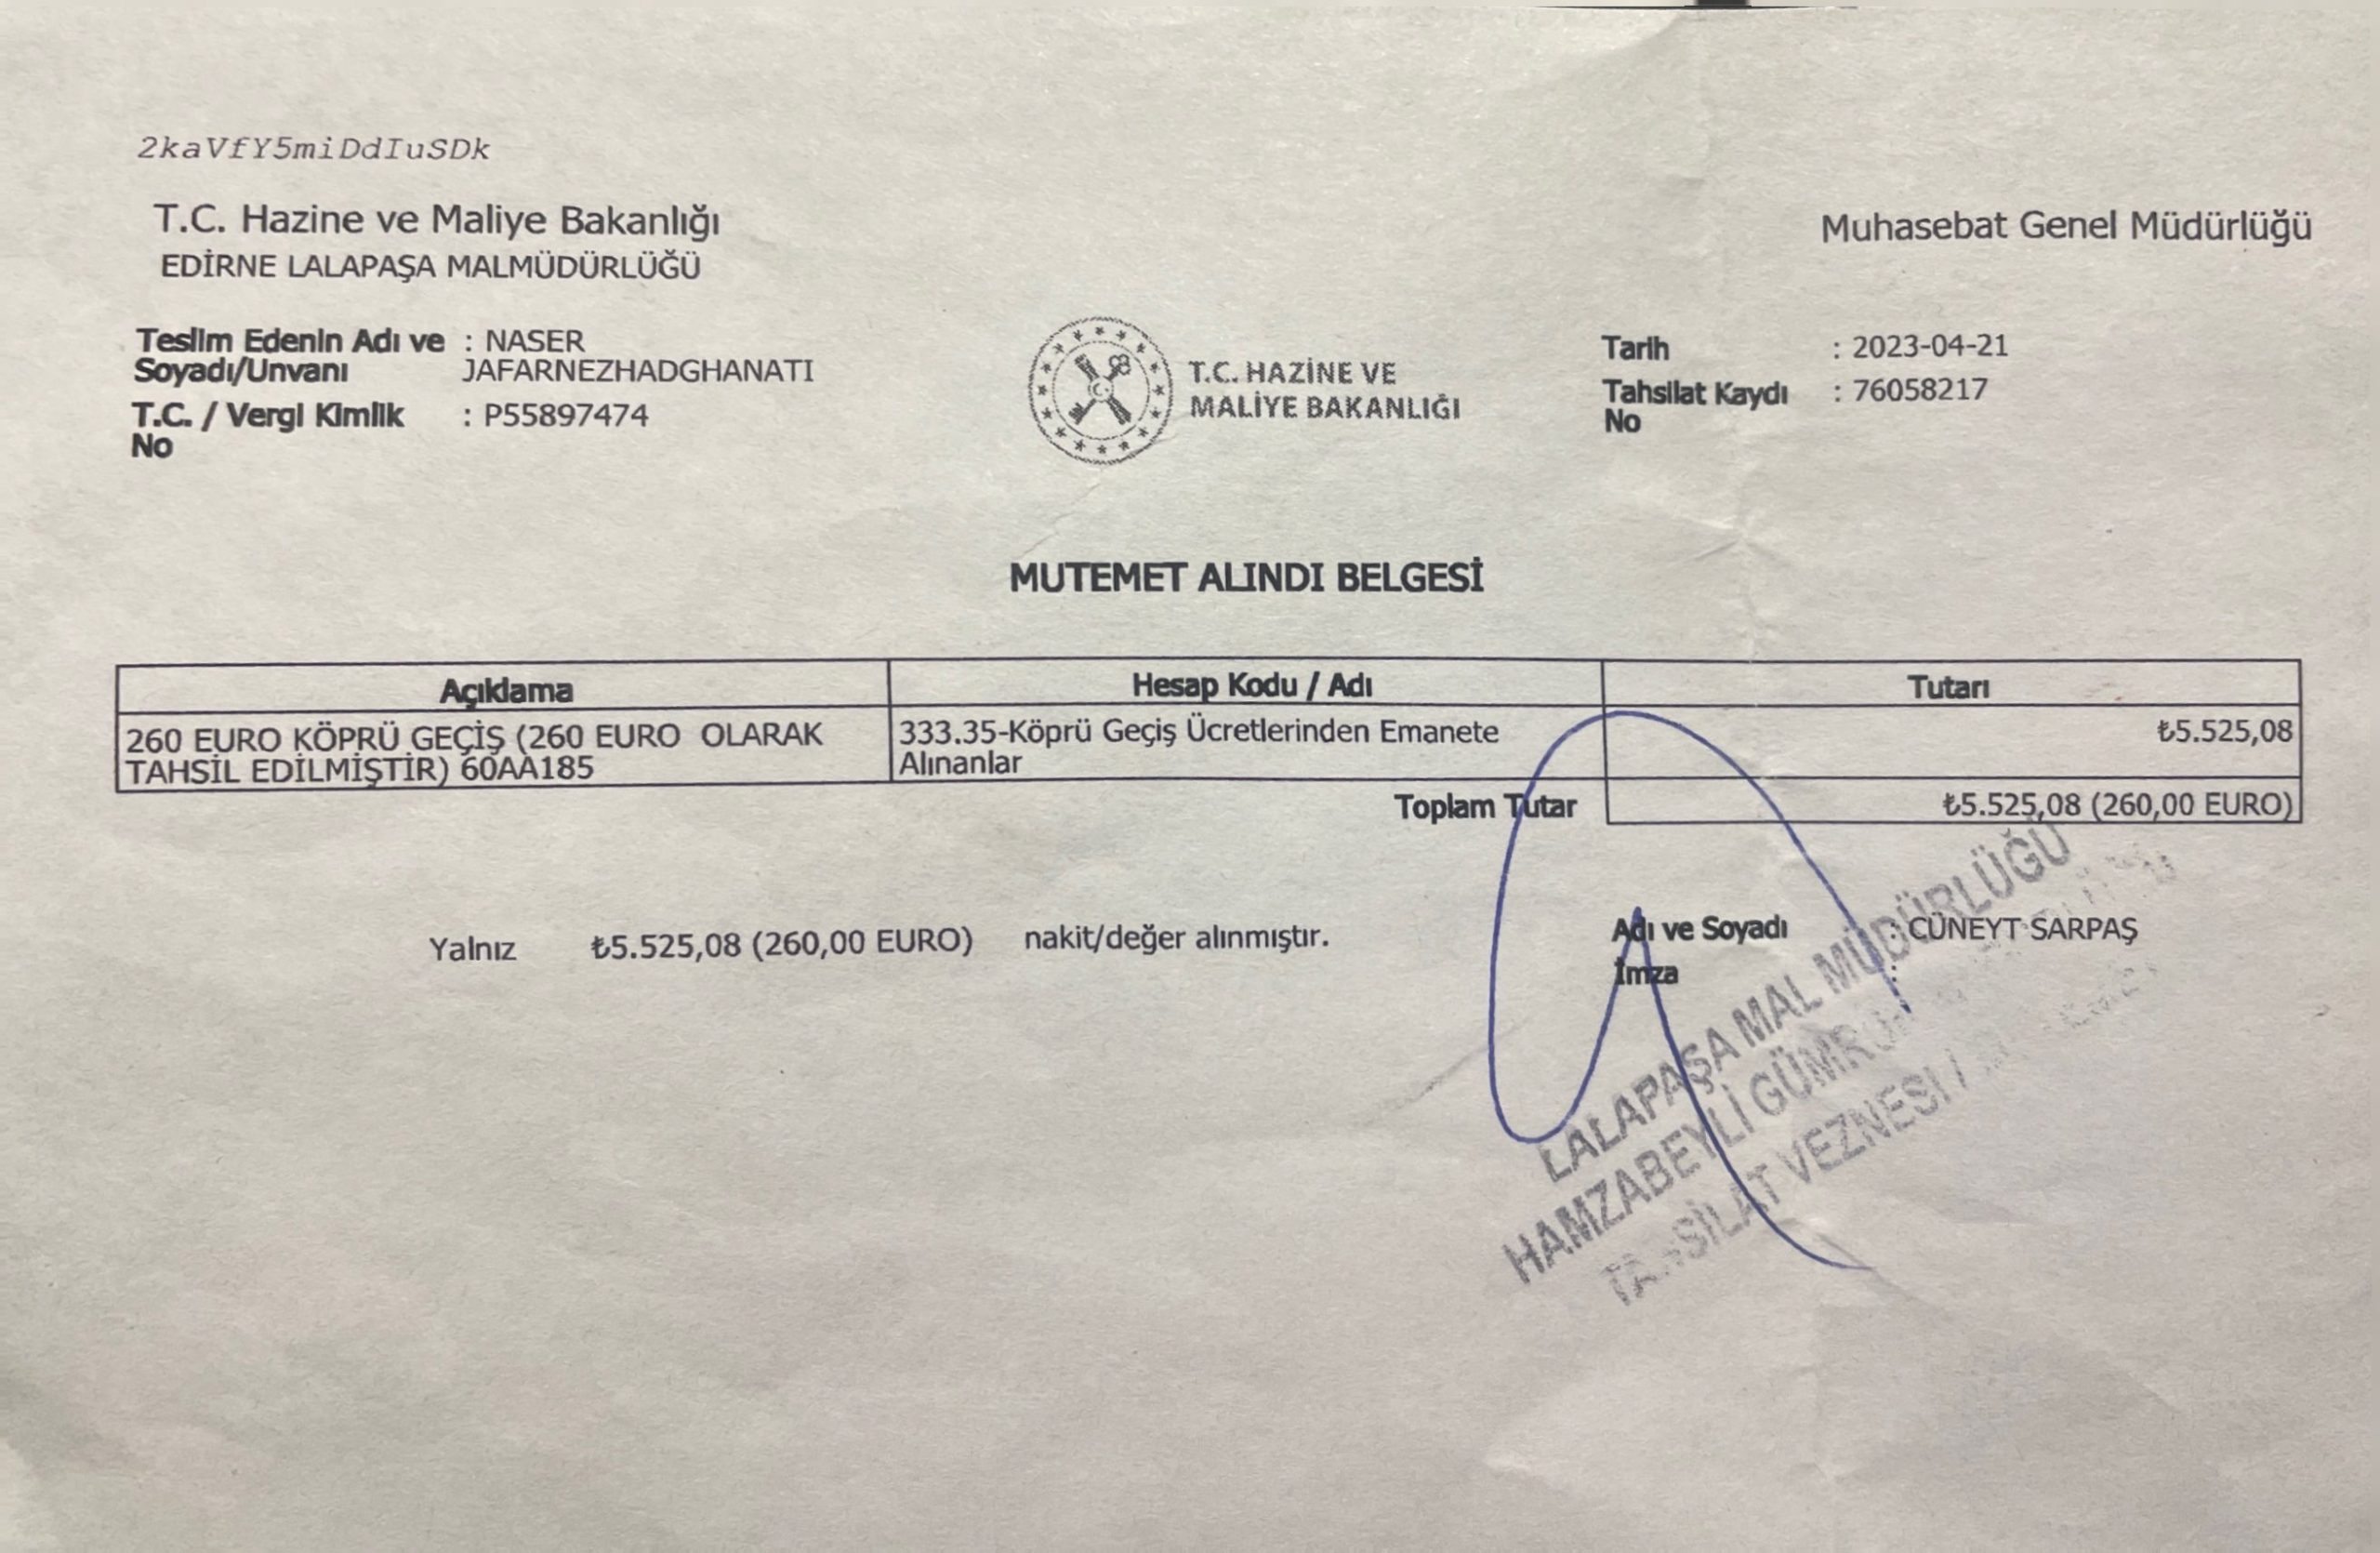 2kaVfY5miDdIuSDk
T.C. Hazine ve Maliye Bakanlığı
EDİRNE LALAPAŞA MALMÜDÜRLÜĞÜ
Muhasebat Genel Müdürlüğü
Teslim Edenin Adı ve : NASER
Soyadı/Unvanı JAFARNEZHADGHANATI
T.C. / Vergi Kimlik : P55897474
No
T.C. HAZİNE VE
MALİYE BAKANLIĞI
Tarih : 2023-04-21
Tahsilat Kaydı : 76058217
No
MUTEMET ALINDI BELGESİ
Açıklama Hesap Kodu / Adı Tutarı
260 EURO KÖPRÜ GEÇİŞ (260 EURO OLARAK
TAHSİL EDİLMİŞTİR) 60AA185
333.35-Köprü Geçiş Ücretlerinden Emanete
Alınanlar
₺5.525,08
Toplam Tutar ₺5.525,08 (260,00 EURO)
Yalnız ₺5.525,08 (260,00 EURO) nakit/değer alınmıştır.
Adı ve Soyadı : CÜNEYT SARPAŞ
İmza :
LALAPAŞA MAL MÜDÜRLÜĞÜ
HAMZABEYLİ
VEZNESİ